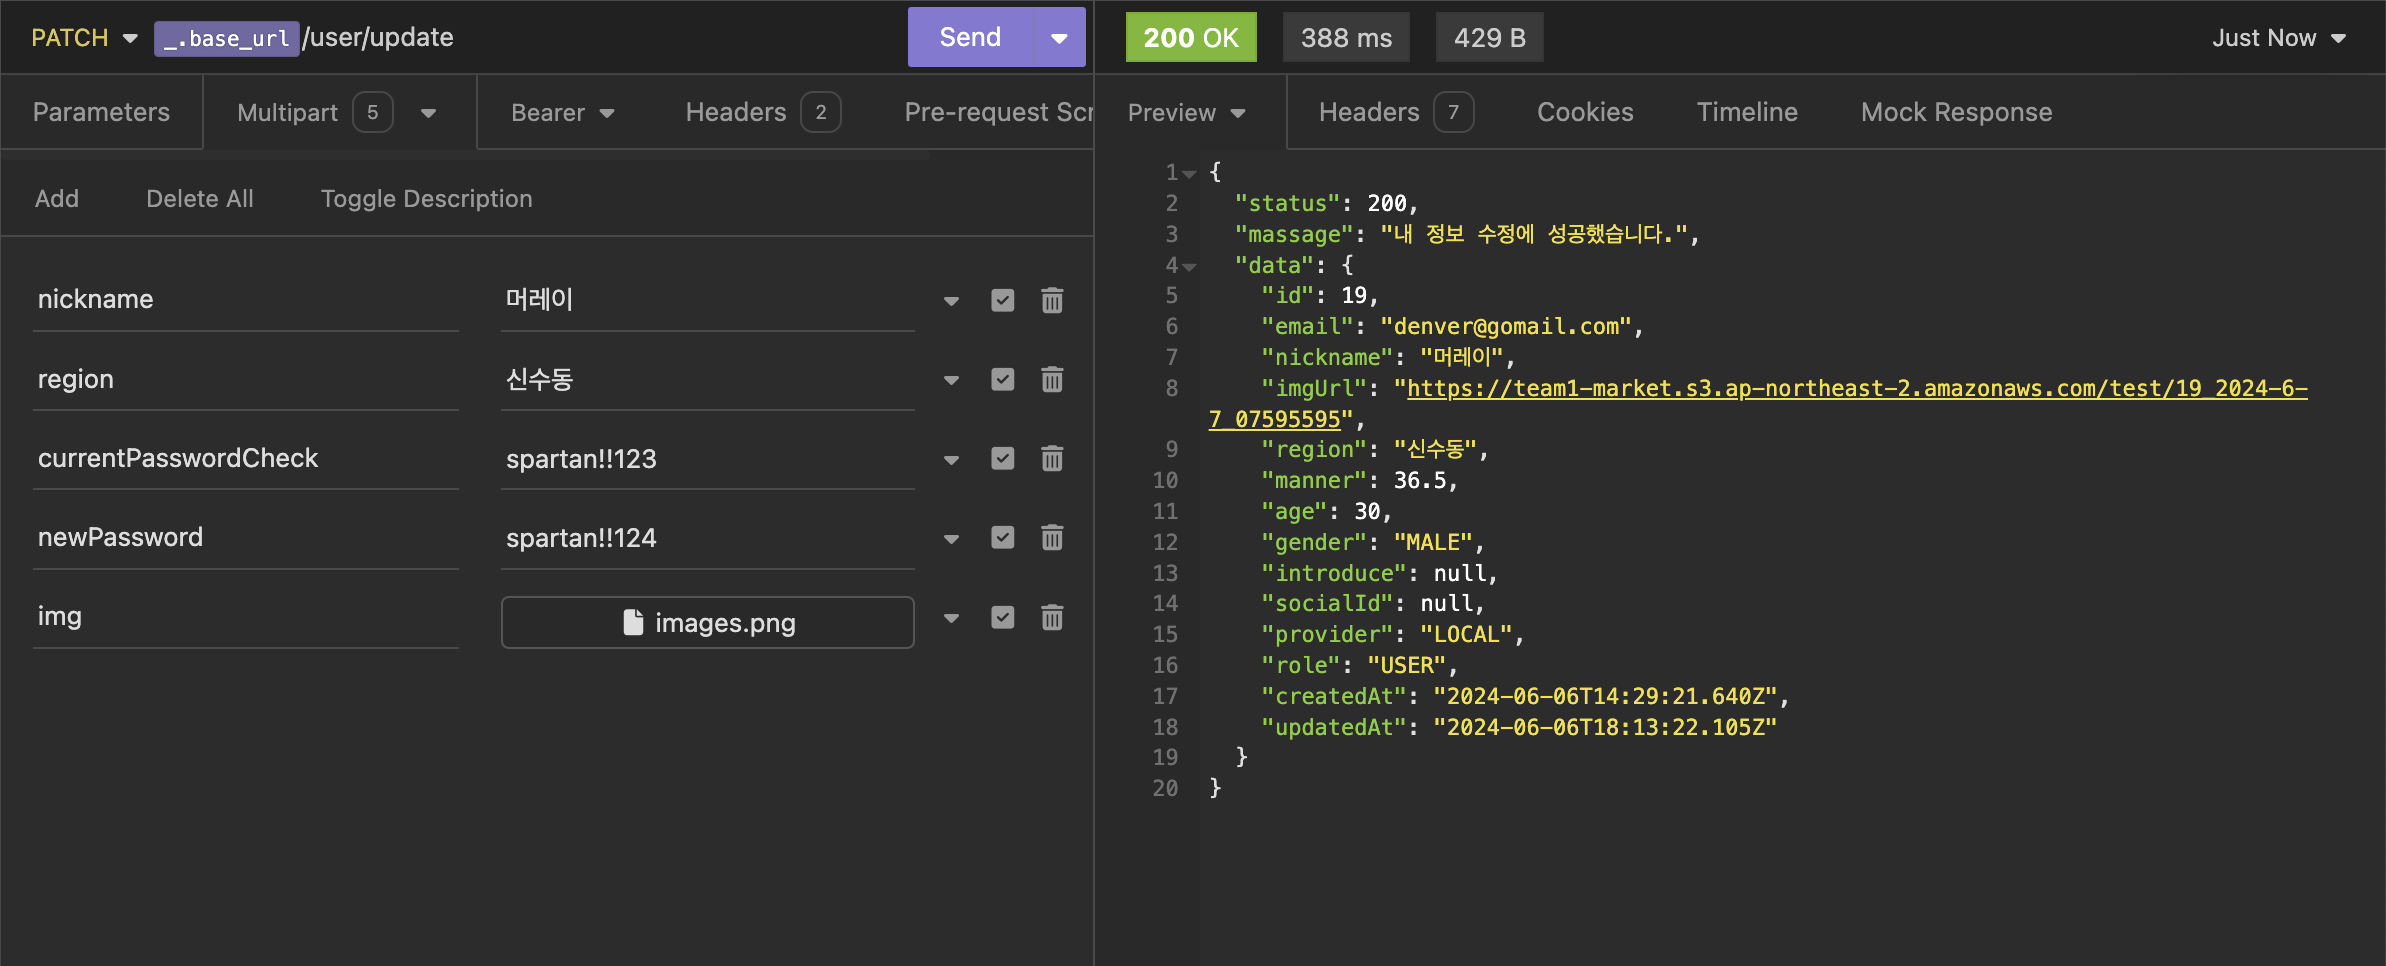 PATCH _.base_url/user/update Send
Parameters Multipart 5 Bearer Headers 2 Pre-request Scr
Add Delete All Toggle Description
nickname 머레이
region 신수동
currentPasswordCheck spartan!!123
newPassword spartan!!124
img images.png
200 OK 388 ms 429 B Just Now
Preview Headers 7 Cookies Timeline Mock Response
1 {
2 "status": 200,
3 "massage": "내 정보 수정에 성공했습니다.",
4 "data": {
5 "id": 19,
6 "email": "denver@gomail.com",
7 "nickname": "머레이",
8 "imgUrl": "https://team1-market.s3.ap-northeast-2.amazonaws.com/test/19_2024-6-
7_07595595",
9 "region": "신수동",
10 "manner": 36.5,
11 "age": 30,
12 "gender": "MALE",
13 "introduce": null,
14 "socialId": null,
15 "provider": "LOCAL",
16 "role": "USER",
17 "createdAt": "2024-06-06T14:29:21.640Z",
18 "updatedAt": "2024-06-06T18:13:22.105Z"
19 }
20 }